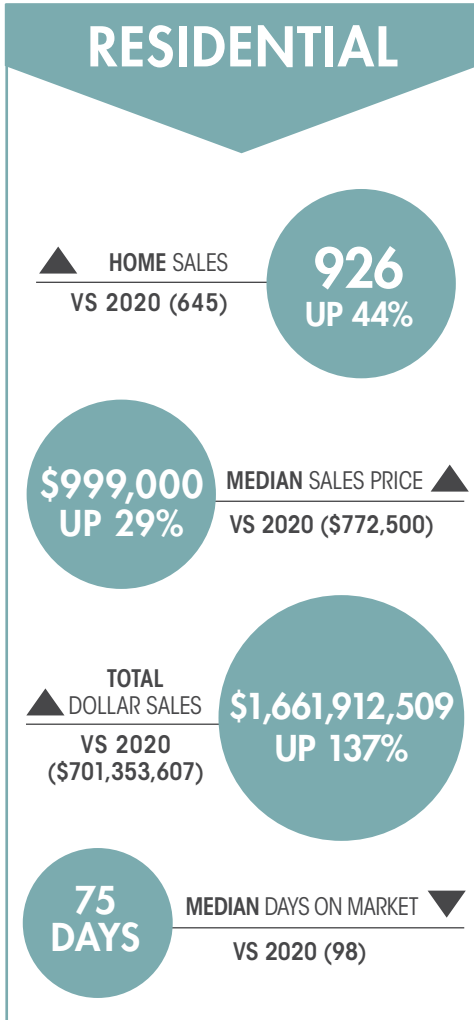 RESIDENTIAL
HOME SALES
VS 2020 (645)
926
UP 44%
$999,000
UP 29%
MEDIAN SALES PRICE
VS 2020 ($772,500)
TOTAL
DOLLAR SALES
VS 2020
($701,353,607)
$1,661,912,509
UP 137%
75
DAYS
MEDIAN DAYS ON MARKET
VS 2020 (98)